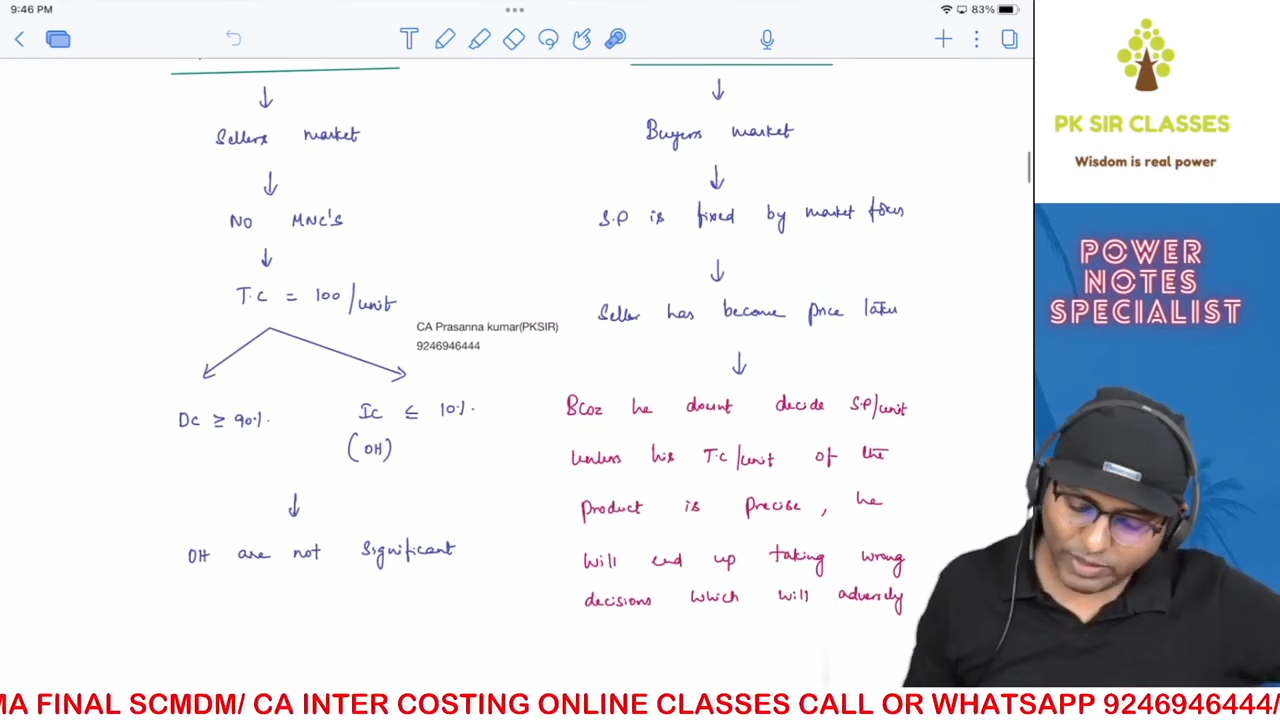 9:46 PM
83%
Sellers market
No MNC's
T.C = 100/unit
DC ≥ 90%.
IC ≤ 10%.
(OH)
OH are not significant
CA Prasanna kumar(PKSIR)
9246946444
Buyers market
S.P is fixed by market
Seller has become price
Bcoz he dount decide S.P/unit
unless his T.C/unit of the
product is precise, he
will end up taking wrong
decisions which will adversely
PK SIR CLASSES
Wisdom is real power
POWER
NOTES
SPECIALIST
MA FINAL SCMDM/ CA INTER COSTING ONLINE CLASSES CALL OR WHATSAPP 9246946444/